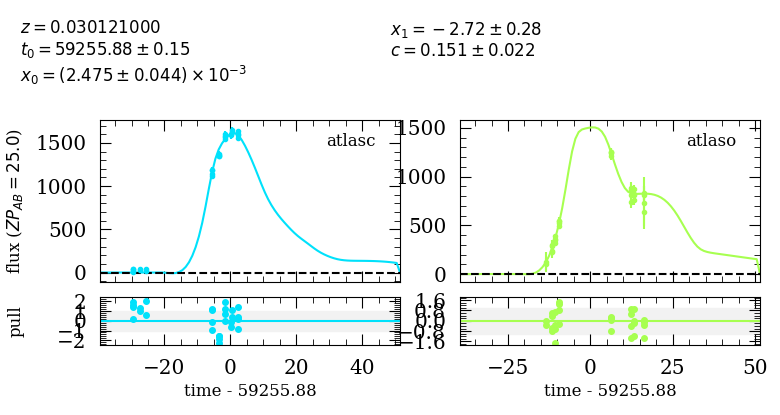 z = 0.030121000
t₀ = 59255.88 ± 0.15
x₀ = (2.475 ± 0.044) × 10⁻³
x₁ = −2.72 ± 0.28
c = 0.151 ± 0.022
flux (ZP_AB = 25.0)
1500
1000
500
0
atlasc
1500
1000
500
0
atlaso
pull
2
1
0
−1
−2
−20
0
20
40
time - 59255.88
1.6
0.8
0.0
−0.8
−1.6
−25
0
25
50
time - 59255.88